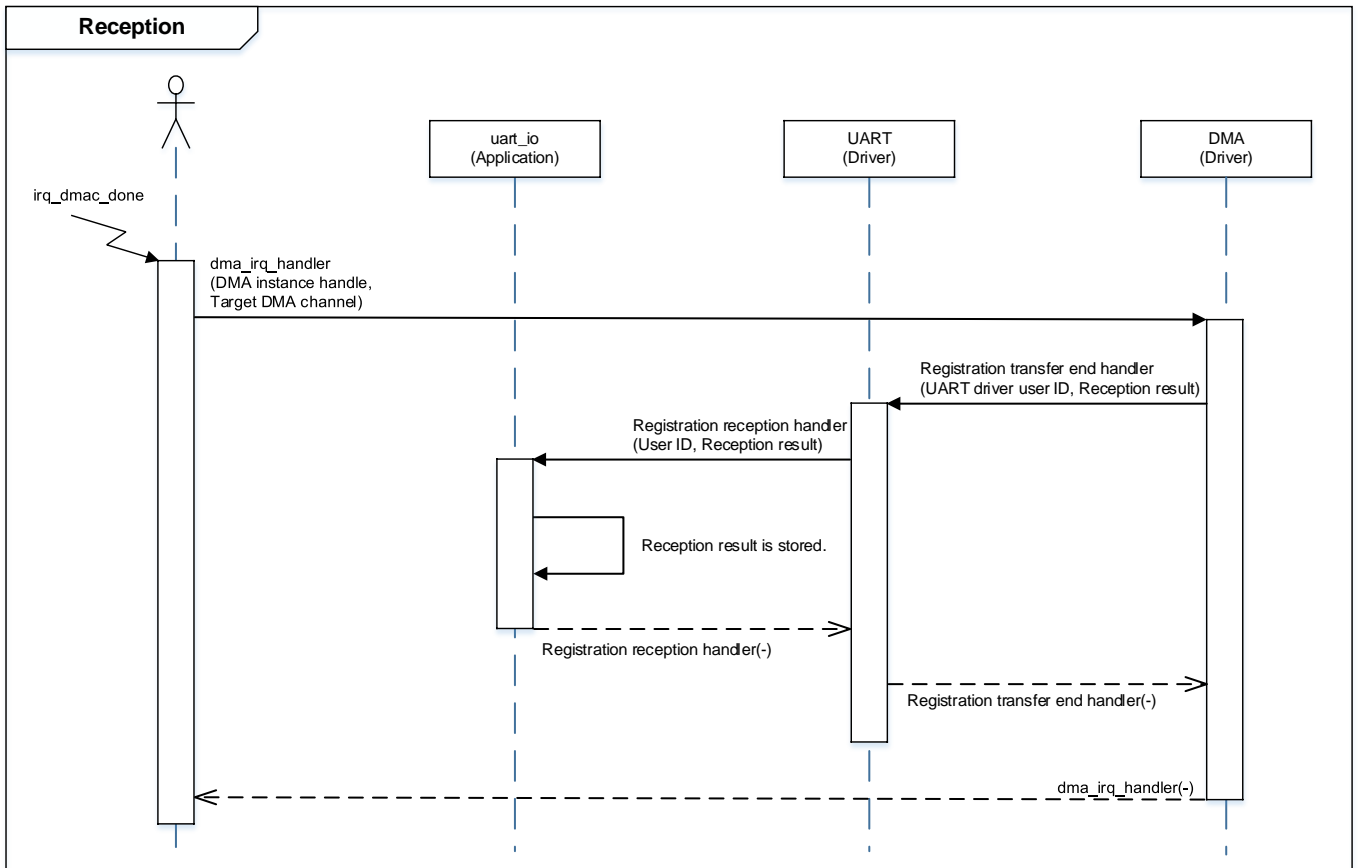 Reception
uart_io
(Application)
UART
(Driver)
DMA
(Driver)
irq_dmac_done
dma_irq_handler
(DMA instance handle,
Target DMA channel)
Registration transfer end handler
(UART driver user ID, Reception result)
Registration reception handler
(User ID, Reception result)
Reception result is stored.
Registration reception handler(-)
Registration transfer end handler(-)
dma_irq_handler(-)